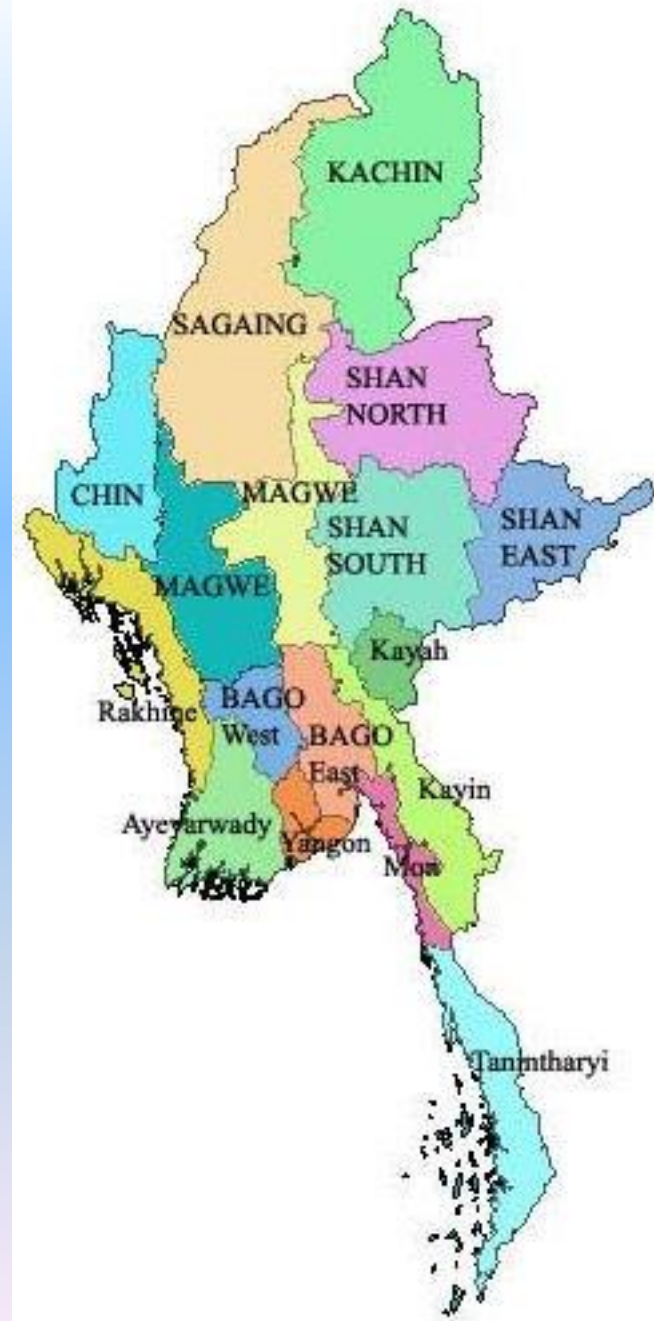 KACHIN
SAGAING
SHAN
NORTH
CHIN
MAGWE
SHAN
SOUTH
SHAN
EAST
MAGWE
Kayah
Rakhine
BAGO
West
BAGO
East
Kayin
Ayeyarwady
Yangon
Mon
Tanintharyi